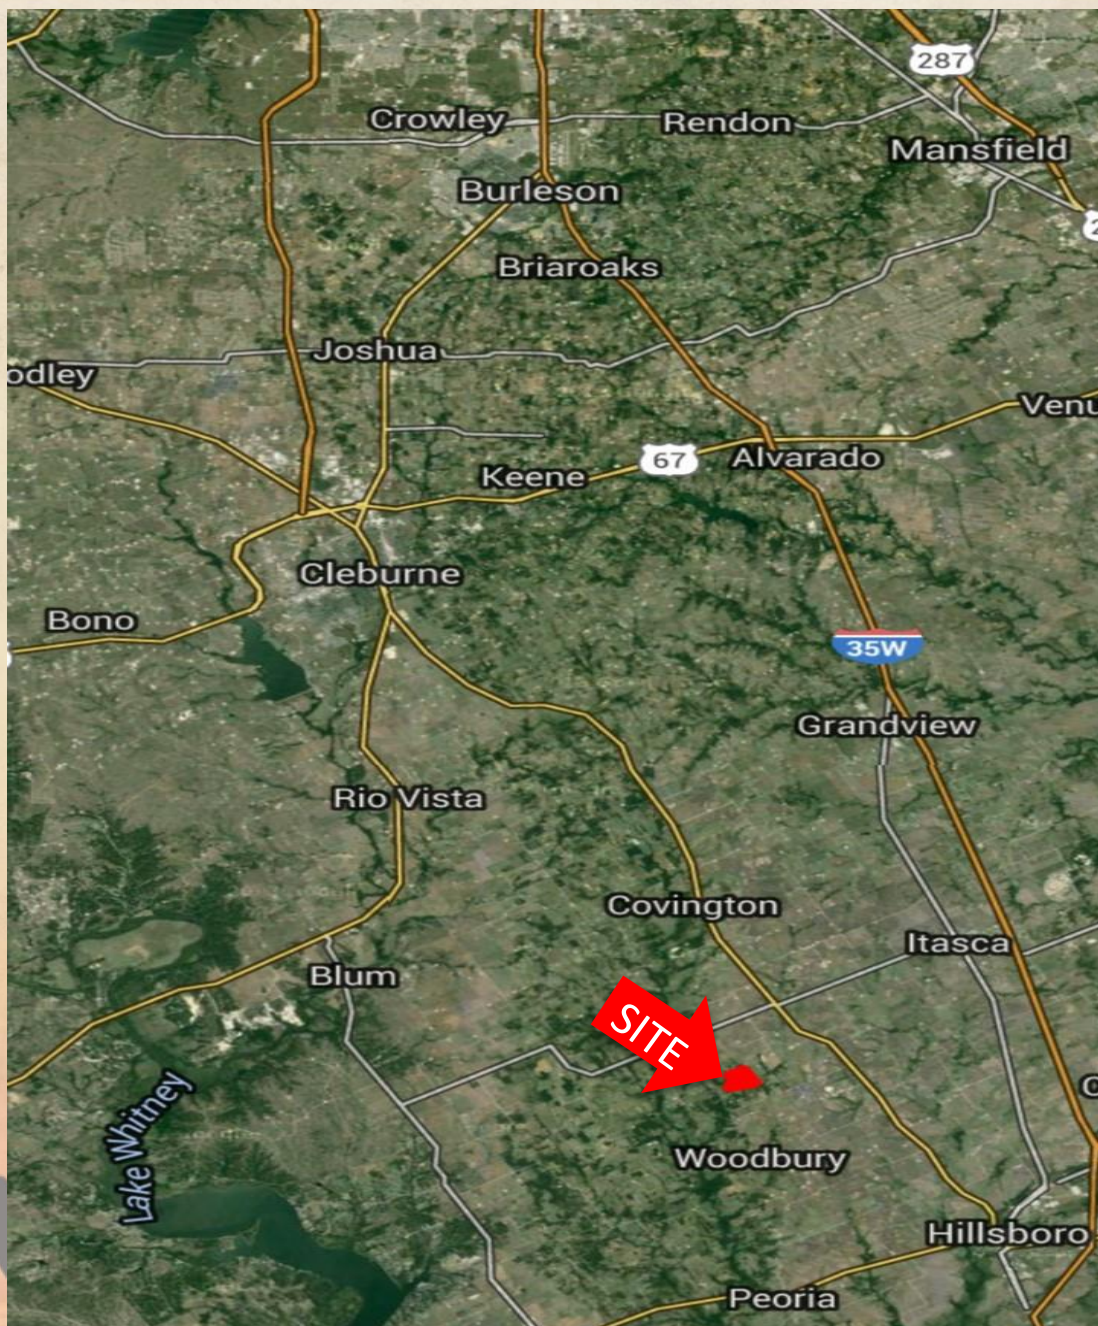 287
Crowley
Rendon
Mansfield
Burleson
2
Briaroaks
Joshua
odley
Venu
67
Alvarado
Keene
Cleburne
Bono
35W
Grandview
Rio Vista
Covington
Itasca
Blum
SITE
Lake Whitney
Woodbury
Hillsboro
Peoria